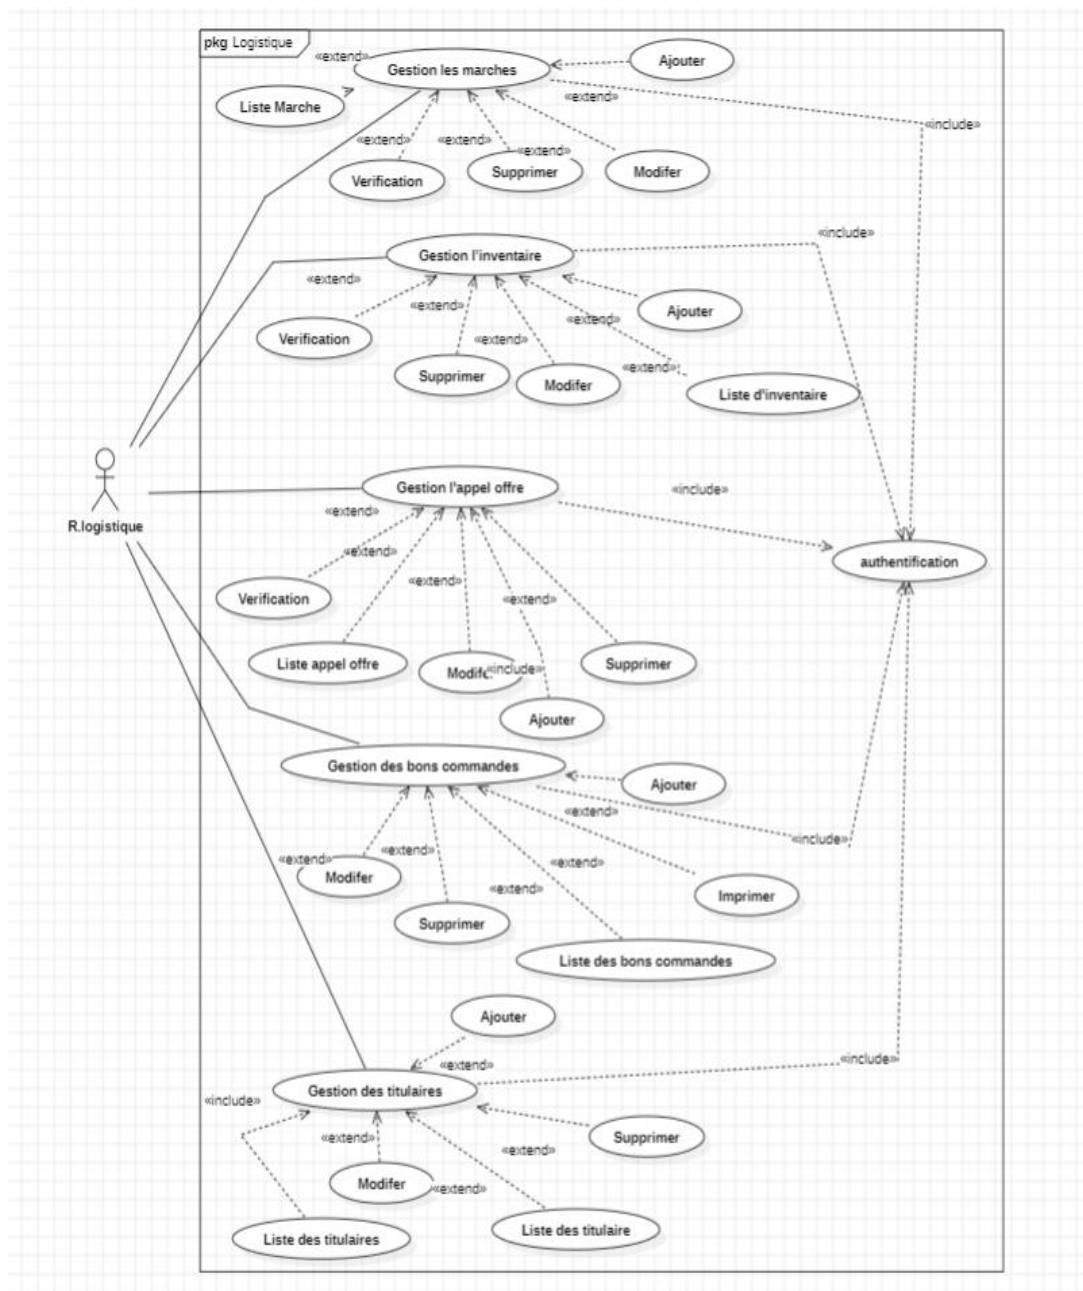 pkg Logistique
«extend»
Gestion les marches
Ajouter
Liste Marche
«extend»
«include»
«extend»
«extend»
«extend»
Verification
Supprimer
Modifer
«include»
Gestion l'inventaire
«extend»
«extend»
Ajouter
«extend»
Verification
«extend»
«extend»
Supprimer
Modifer
Liste d'inventaire
R.logistique
Gestion l'appel offre
«include»
«extend»
«extend»
authentification
«extend»
«extend»
Verification
Liste appel offre
«include»
Supprimer
Ajouter
Gestion des bons commandes
Ajouter
«extend»
«include»
«extend»
«extend»
«extend»
Modifer
«extend»
Imprimer
Supprimer
Liste des bons commandes
Ajouter
«extend»
«include»
Gestion des titulaires
«include»
«extend»
Supprimer
«extend»
Modifer
«extend»
Liste des titulaires
Liste des titulaire